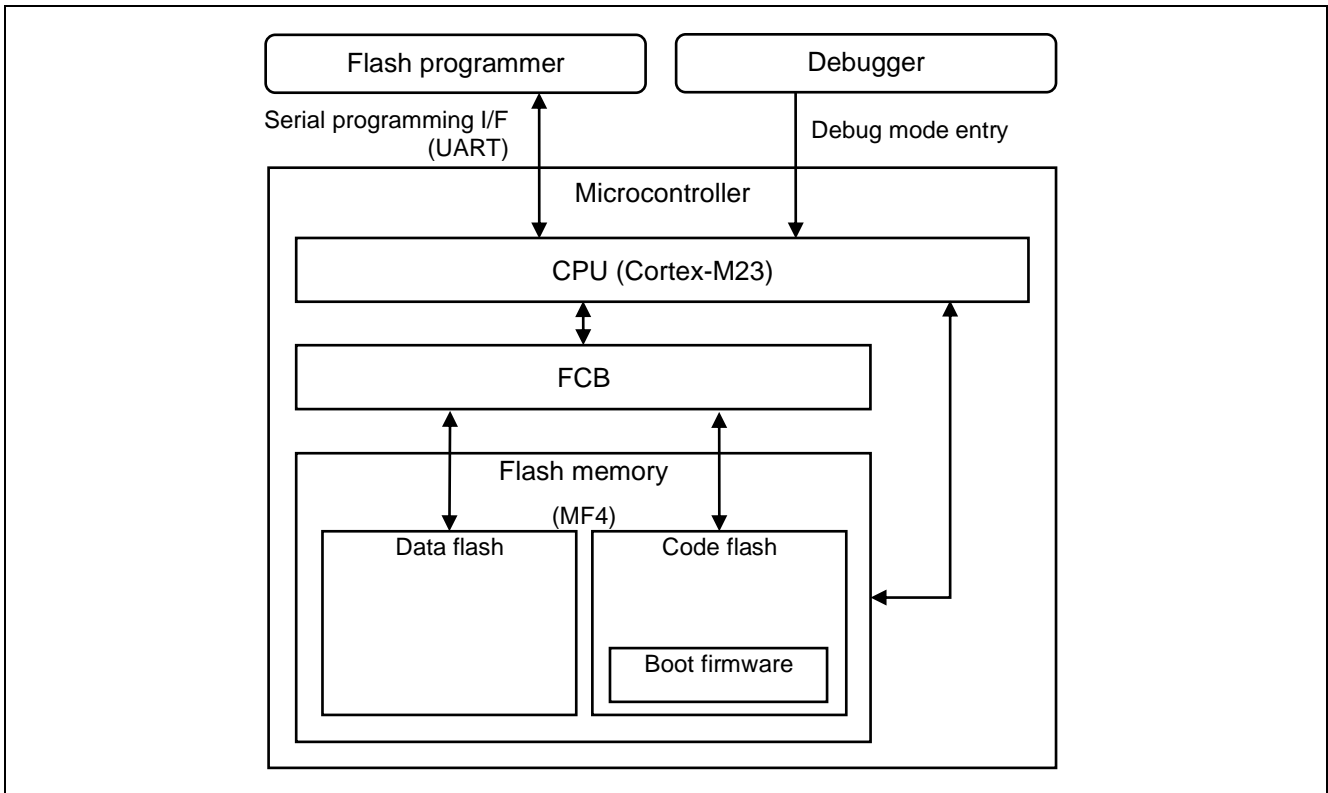 Flash programmer
Debugger
Serial programming I/F
(UART)
Debug mode entry
Microcontroller
CPU (Cortex-M23)
FCB
Flash memory
(MF4)
Data flash
Code flash
Boot firmware